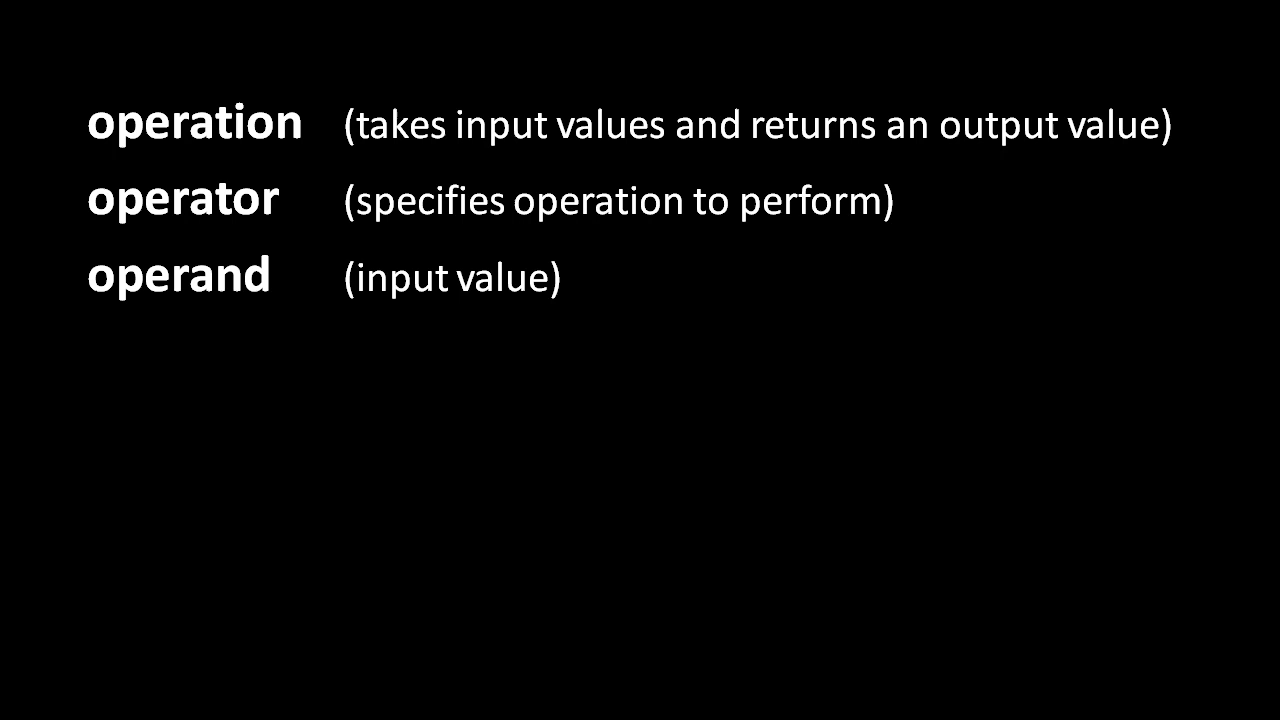 operation (takes input values and returns an output value)
operator (specifies operation to perform)
operand (input value)